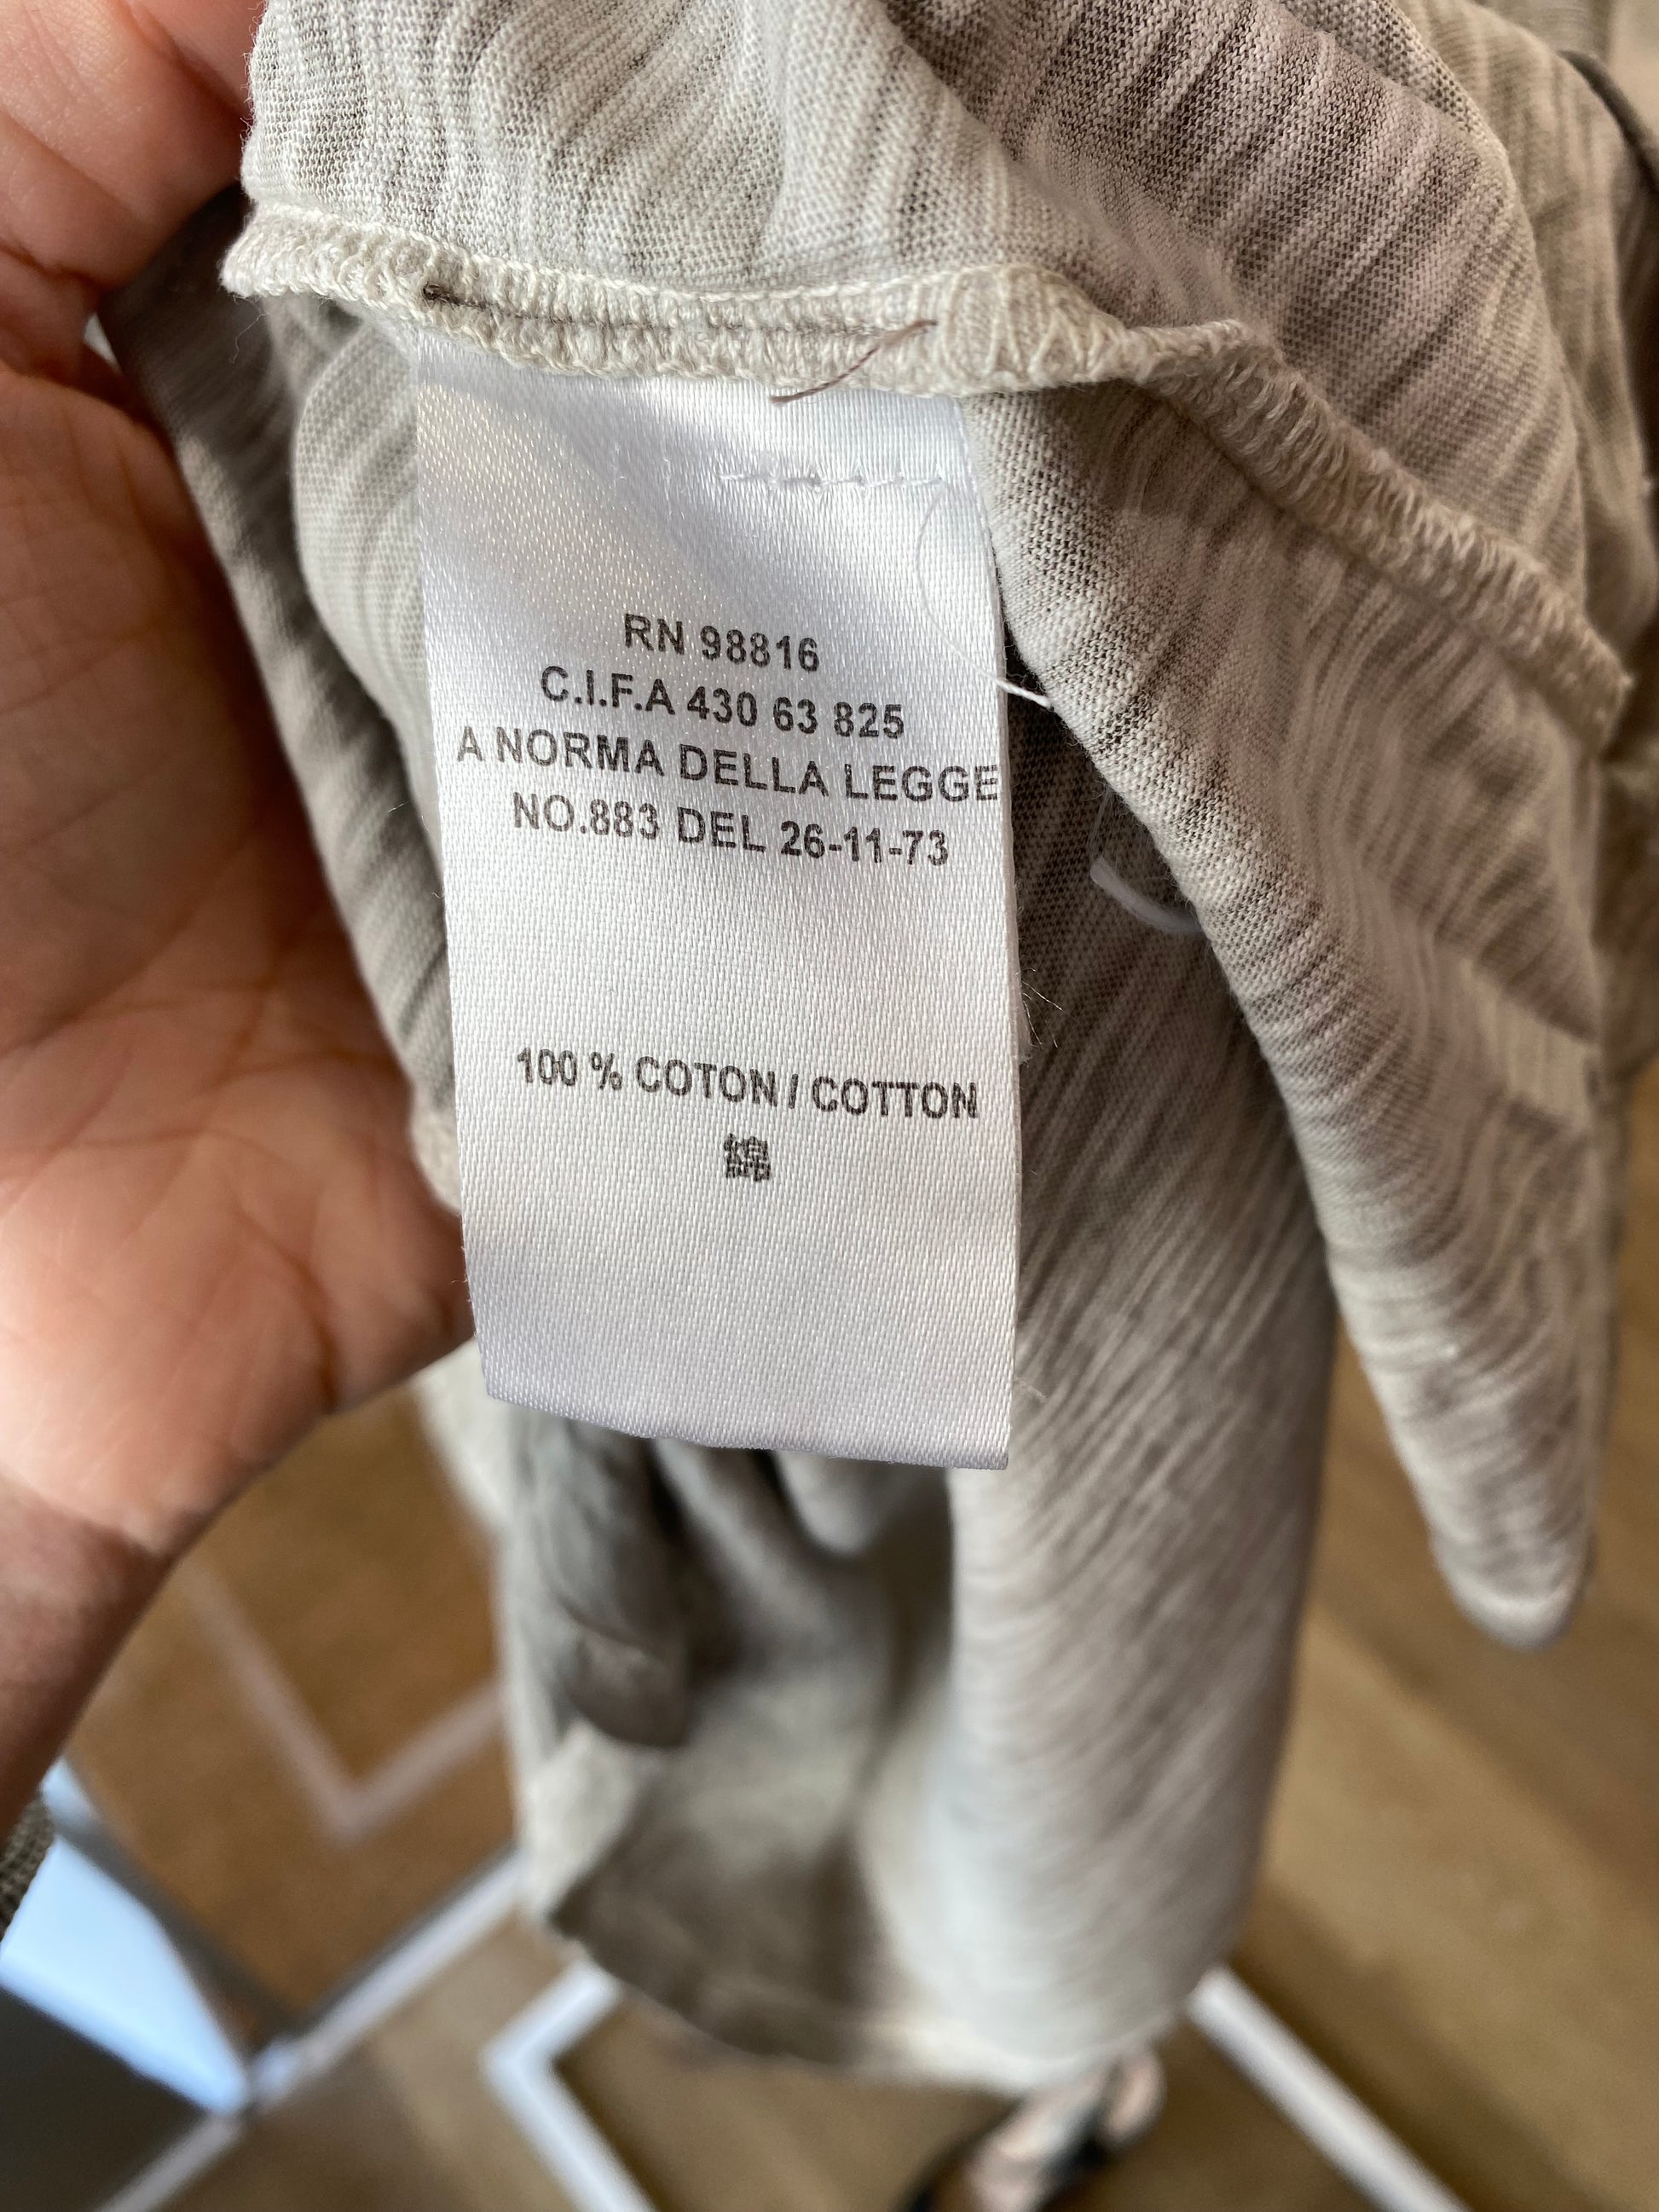 RN 98816
C.I.F.A 430 63 825
A NORMA DELLA LEGGE
NO.883 DEL 26-11-73
100 % COTON / COTTON
綿